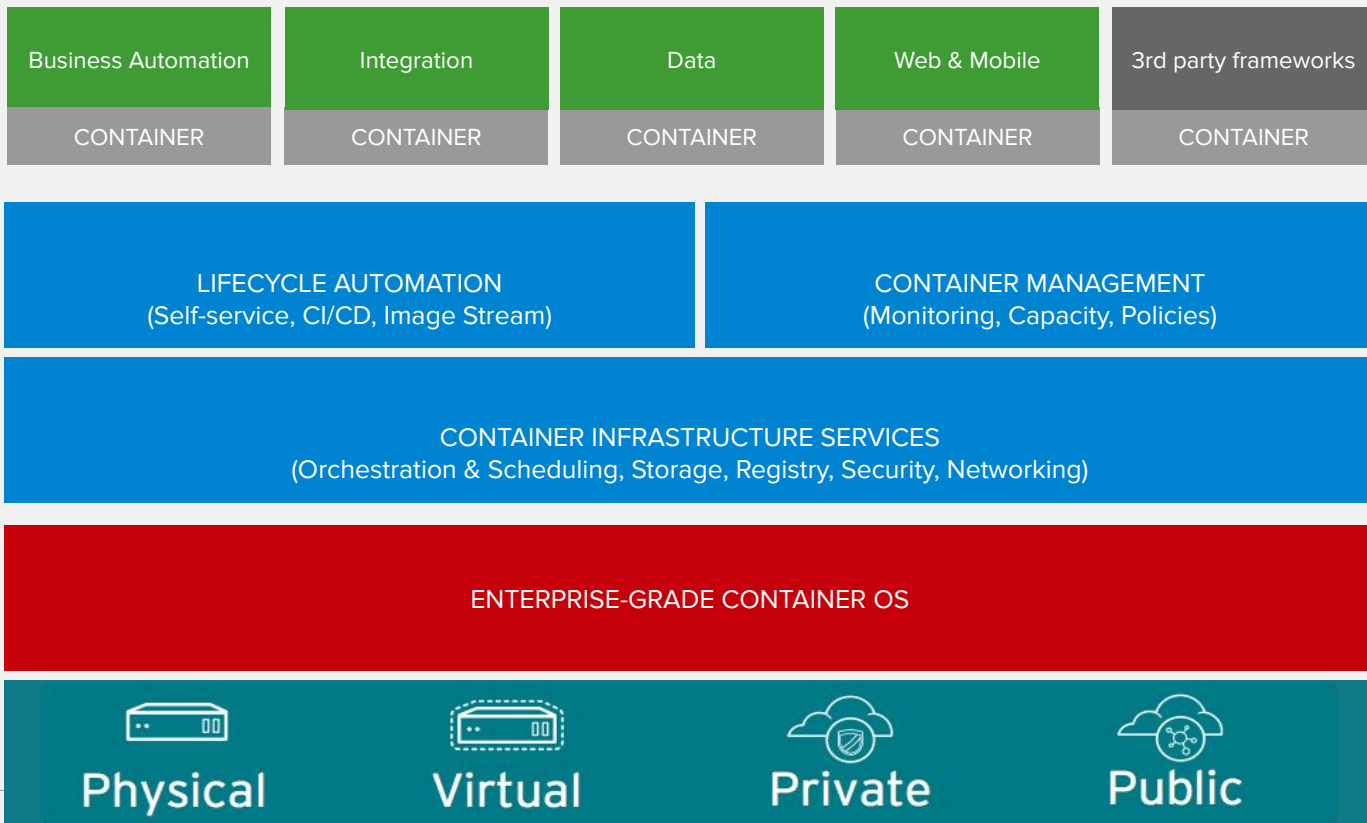 Business Automation
Integration
Data
Web & Mobile
3rd party frameworks
CONTAINER
CONTAINER
CONTAINER
CONTAINER
CONTAINER
LIFECYCLE AUTOMATION
(Self-service, CI/CD, Image Stream)
CONTAINER MANAGEMENT
(Monitoring, Capacity, Policies)
CONTAINER INFRASTRUCTURE SERVICES
(Orchestration & Scheduling, Storage, Registry, Security, Networking)
ENTERPRISE-GRADE CONTAINER OS
Physical
Virtual
Private
Public